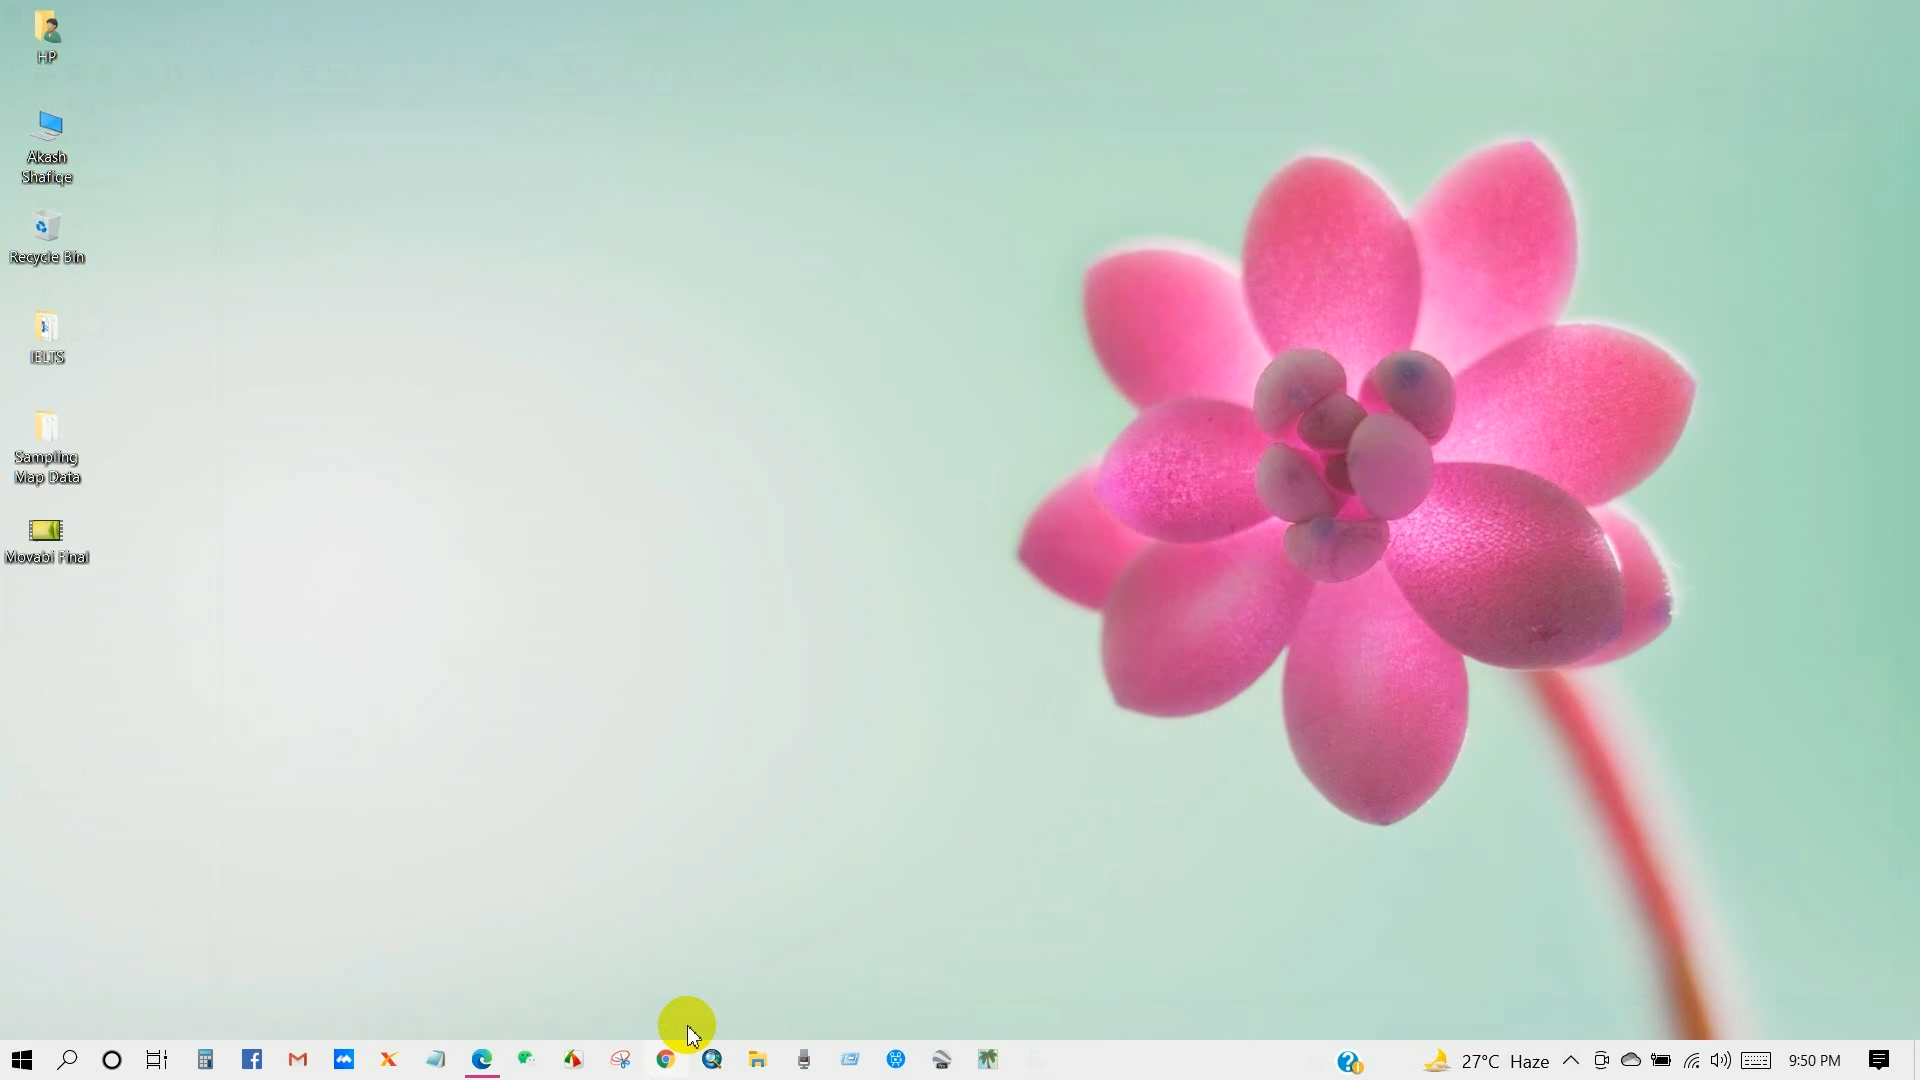 HP
Akash
Shafiqe
Recycle Bin
IELTS
Sampling
Map Data
Movabi Final
27°C Haze
9:50 PM